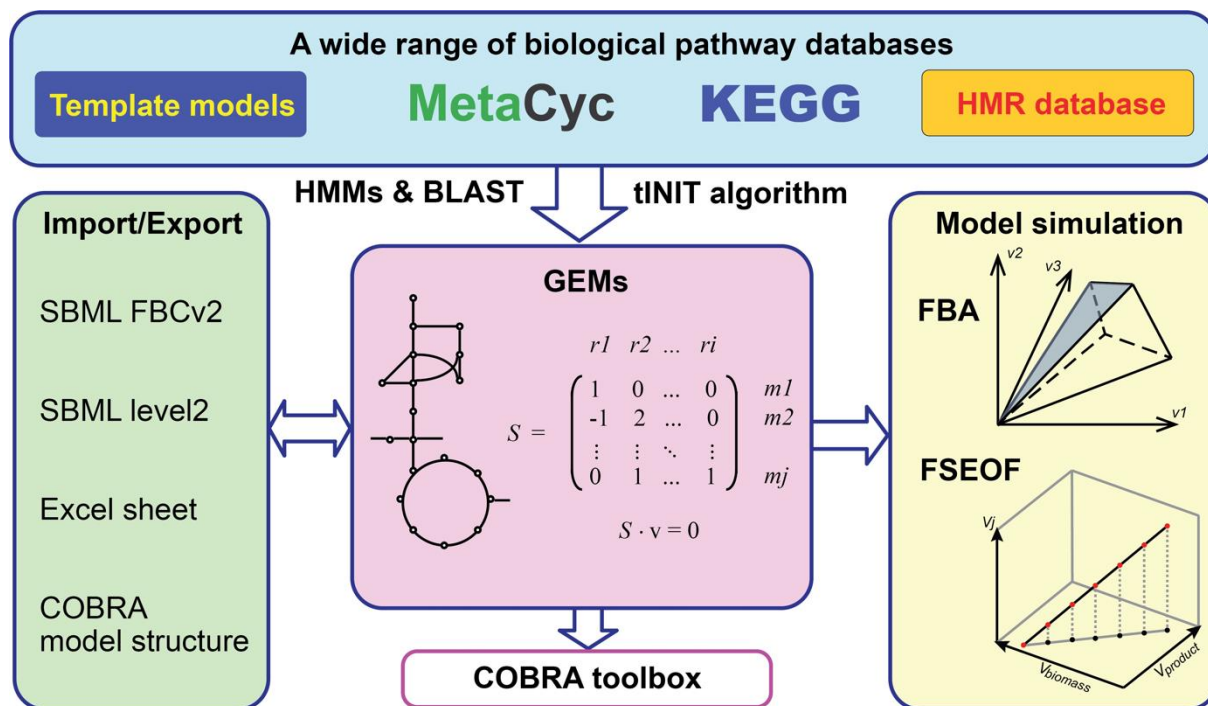 A wide range of biological pathway databases
Template models
MetaCyc
KEGG
HMR database
HMMs & BLAST
tINIT algorithm
Import/Export
SBML FBCv2
SBML level2
Excel sheet
COBRA
model structure
GEMs
r1 r2 ... ri
1 0 ... 0 m1
-1 2 ... 0 m2
⋮ ⋮ ⋱ ⋮
0 1 ... 1 mj
S =
S · v = 0
COBRA toolbox
Model simulation
v2
v3
FBA
v1
FSEOF
Vj
Vbiomass
Vproduct